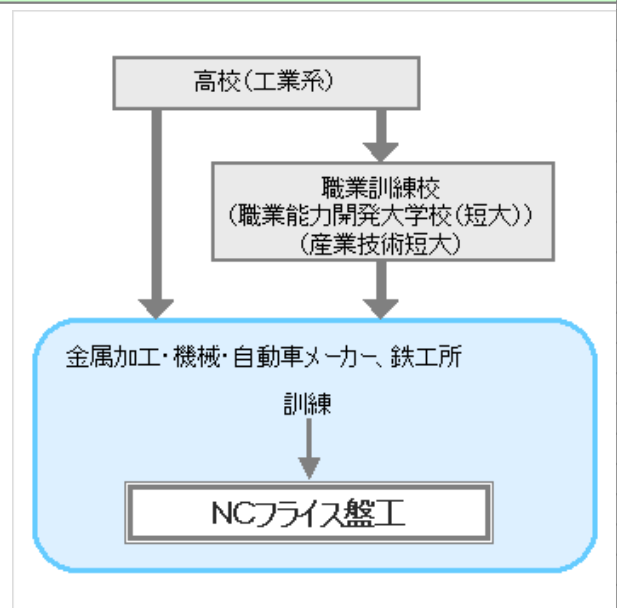 高校(工業系)
職業訓練校
(職業能力開発大学校(短大))
(産業技術短大)
金属加工・機械・自動車メーカー、鉄工所
訓練
NCフライス盤工